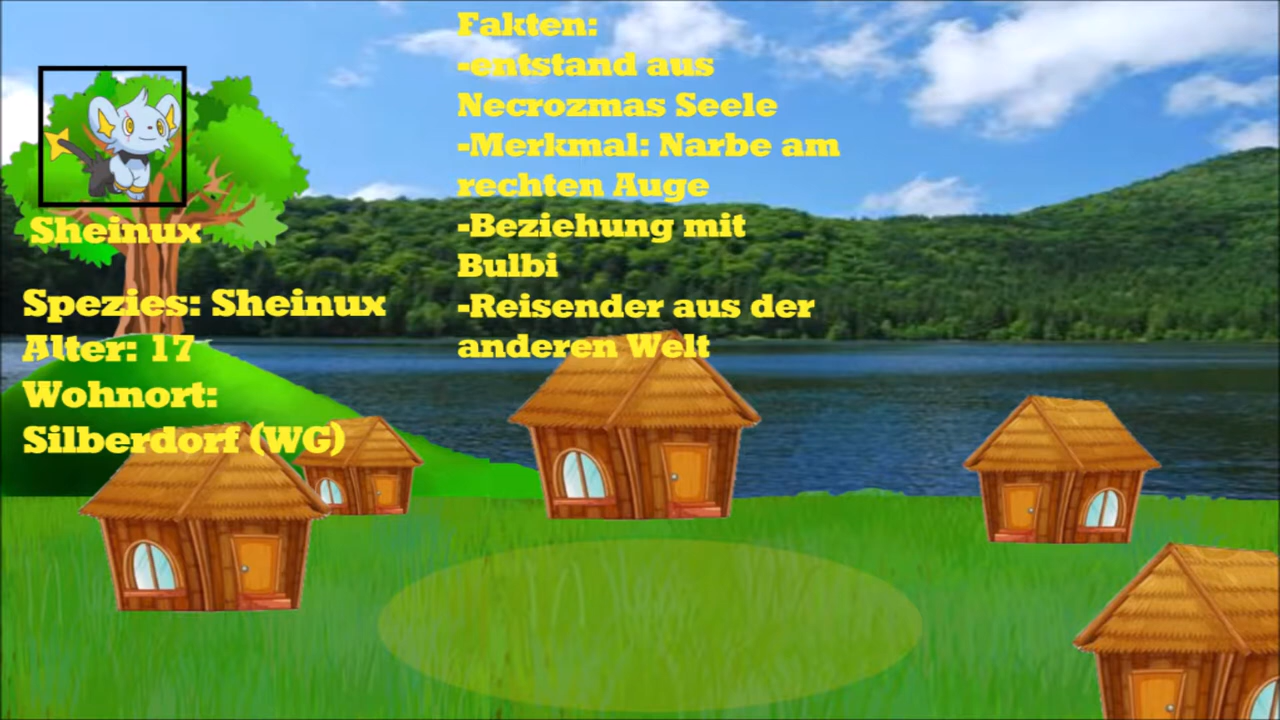 Sheinux
Spezies: Sheinux
Alter: 17
Wohnort:
Silberdorf (WG)
Fakten:
-entstand aus
Necrozmas Seele
-Merkmal: Narbe am
rechten Auge
-Beziehung mit
Bulbi
-Reisender aus der
anderen Welt